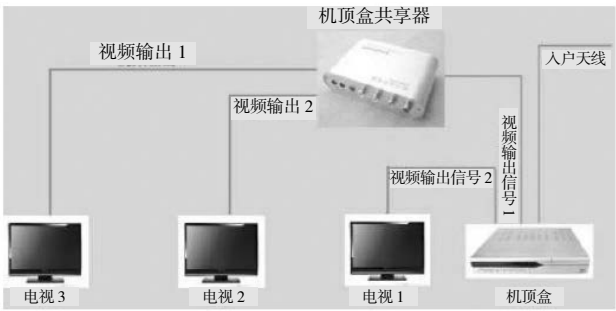 机顶盒共享器
视频输出 1
入户天线
视频输出 2
视频输出信号 1
视频输出信号 2
电视 3
电视 2
电视 1
机顶盒